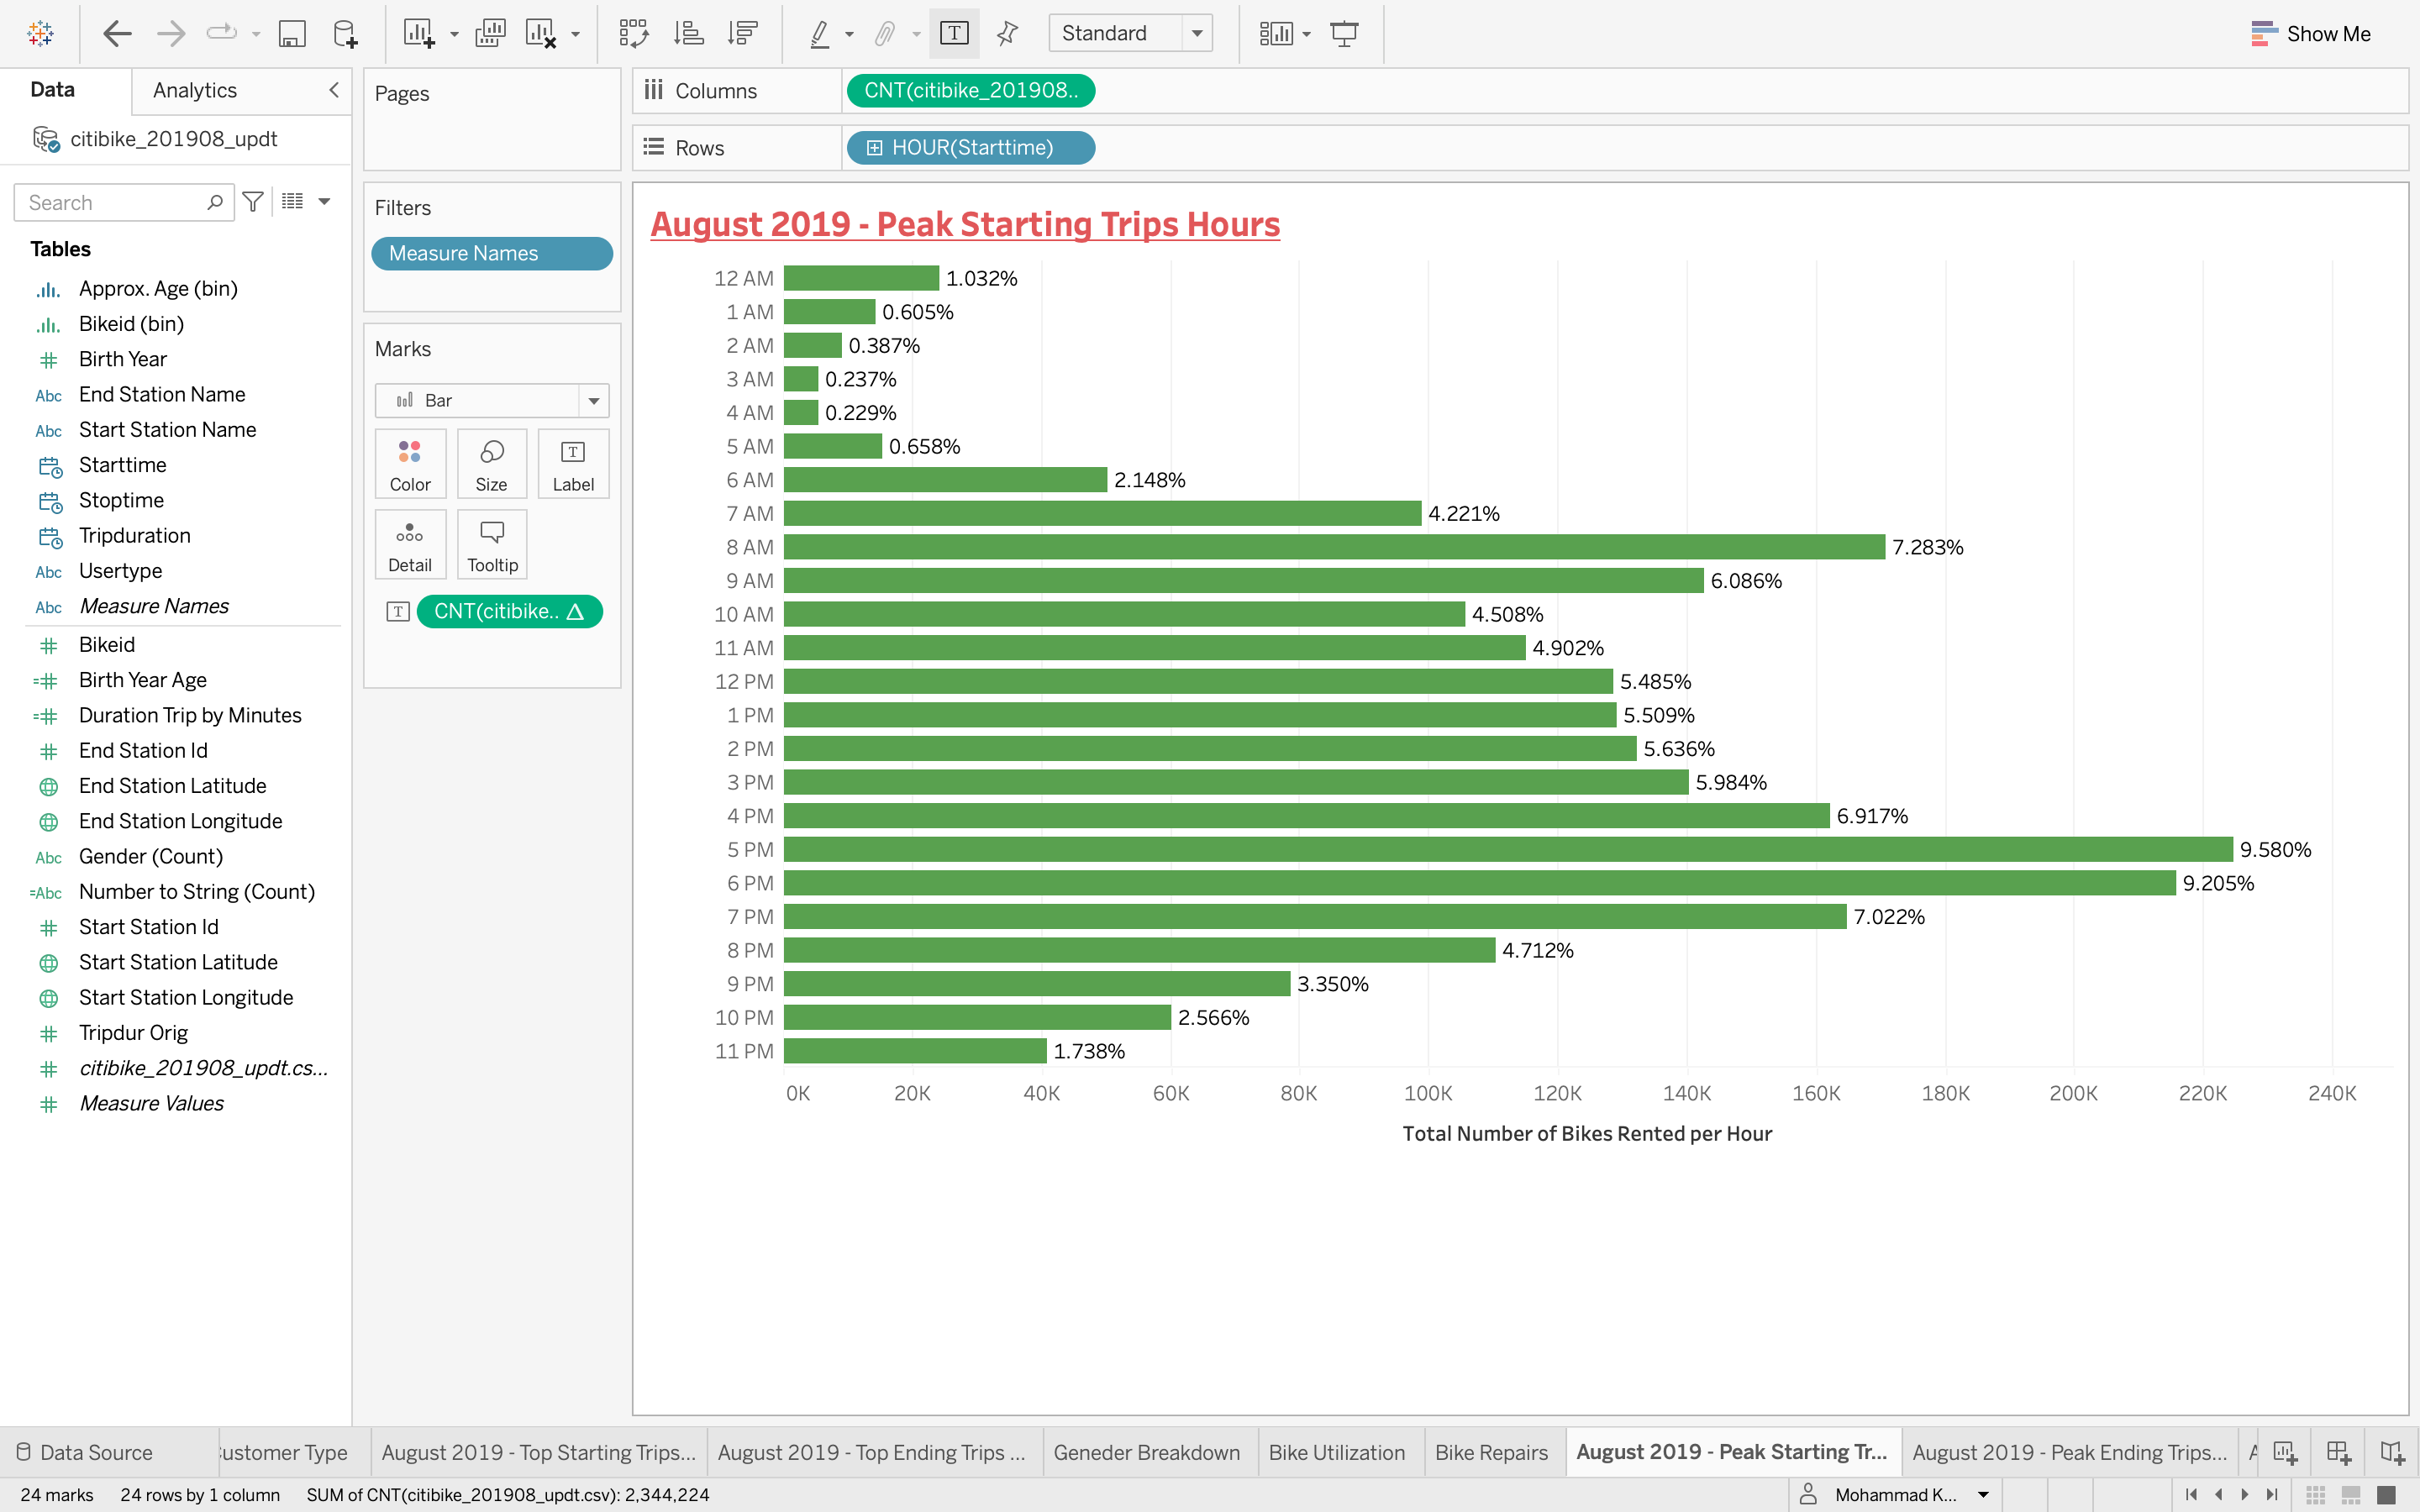 Standard
Show Me
Data
Analytics
citibike_201908_updt
Search
Tables
Approx. Age (bin)
Bikeid (bin)
Birth Year
Abc End Station Name
Abc Start Station Name
Starttime
Stoptime
Tripduration
Abc Usertype
Abc Measure Names
Bikeid
Birth Year Age
Duration Trip by Minutes
End Station Id
End Station Latitude
End Station Longitude
Abc Gender (Count)
=Abc Number to String (Count)
Start Station Id
Start Station Latitude
Start Station Longitude
Tripdur Orig
citibike_201908_updt.cs...
Measure Values
Pages
Filters
Measure Names
Marks
Bar
Color
Size
T
Label
Detail
Tooltip
T CNT(citibike.. Δ
Columns CNT(citibike_201908..
Rows HOUR(Starttime)
August 2019 - Peak Starting Trips Hours
12 AM 1.032%
1 AM 0.605%
2 AM 0.387%
3 AM 0.237%
4 AM 0.229%
5 AM 0.658%
6 AM 2.148%
7 AM 4.221%
8 AM 7.283%
9 AM 6.086%
10 AM 4.508%
11 AM 4.902%
12 PM 5.485%
1 PM 5.509%
2 PM 5.636%
3 PM 5.984%
4 PM 6.917%
5 PM 9.580%
6 PM 9.205%
7 PM 7.022%
8 PM 4.712%
9 PM 3.350%
10 PM 2.566%
11 PM 1.738%
0K 20K 40K 60K 80K 100K 120K 140K 160K 180K 200K 220K 240K
Total Number of Bikes Rented per Hour
Data Source
ustomer Type
August 2019 - Top Starting Trips...
August 2019 - Top Ending Trips ...
Geneder Breakdown
Bike Utilization
Bike Repairs
August 2019 - Peak Starting Tr...
August 2019 - Peak Ending Trips...
24 marks
24 rows by 1 column
SUM of CNT(citibike_201908_updt.csv): 2,344,224
Mohammad K...